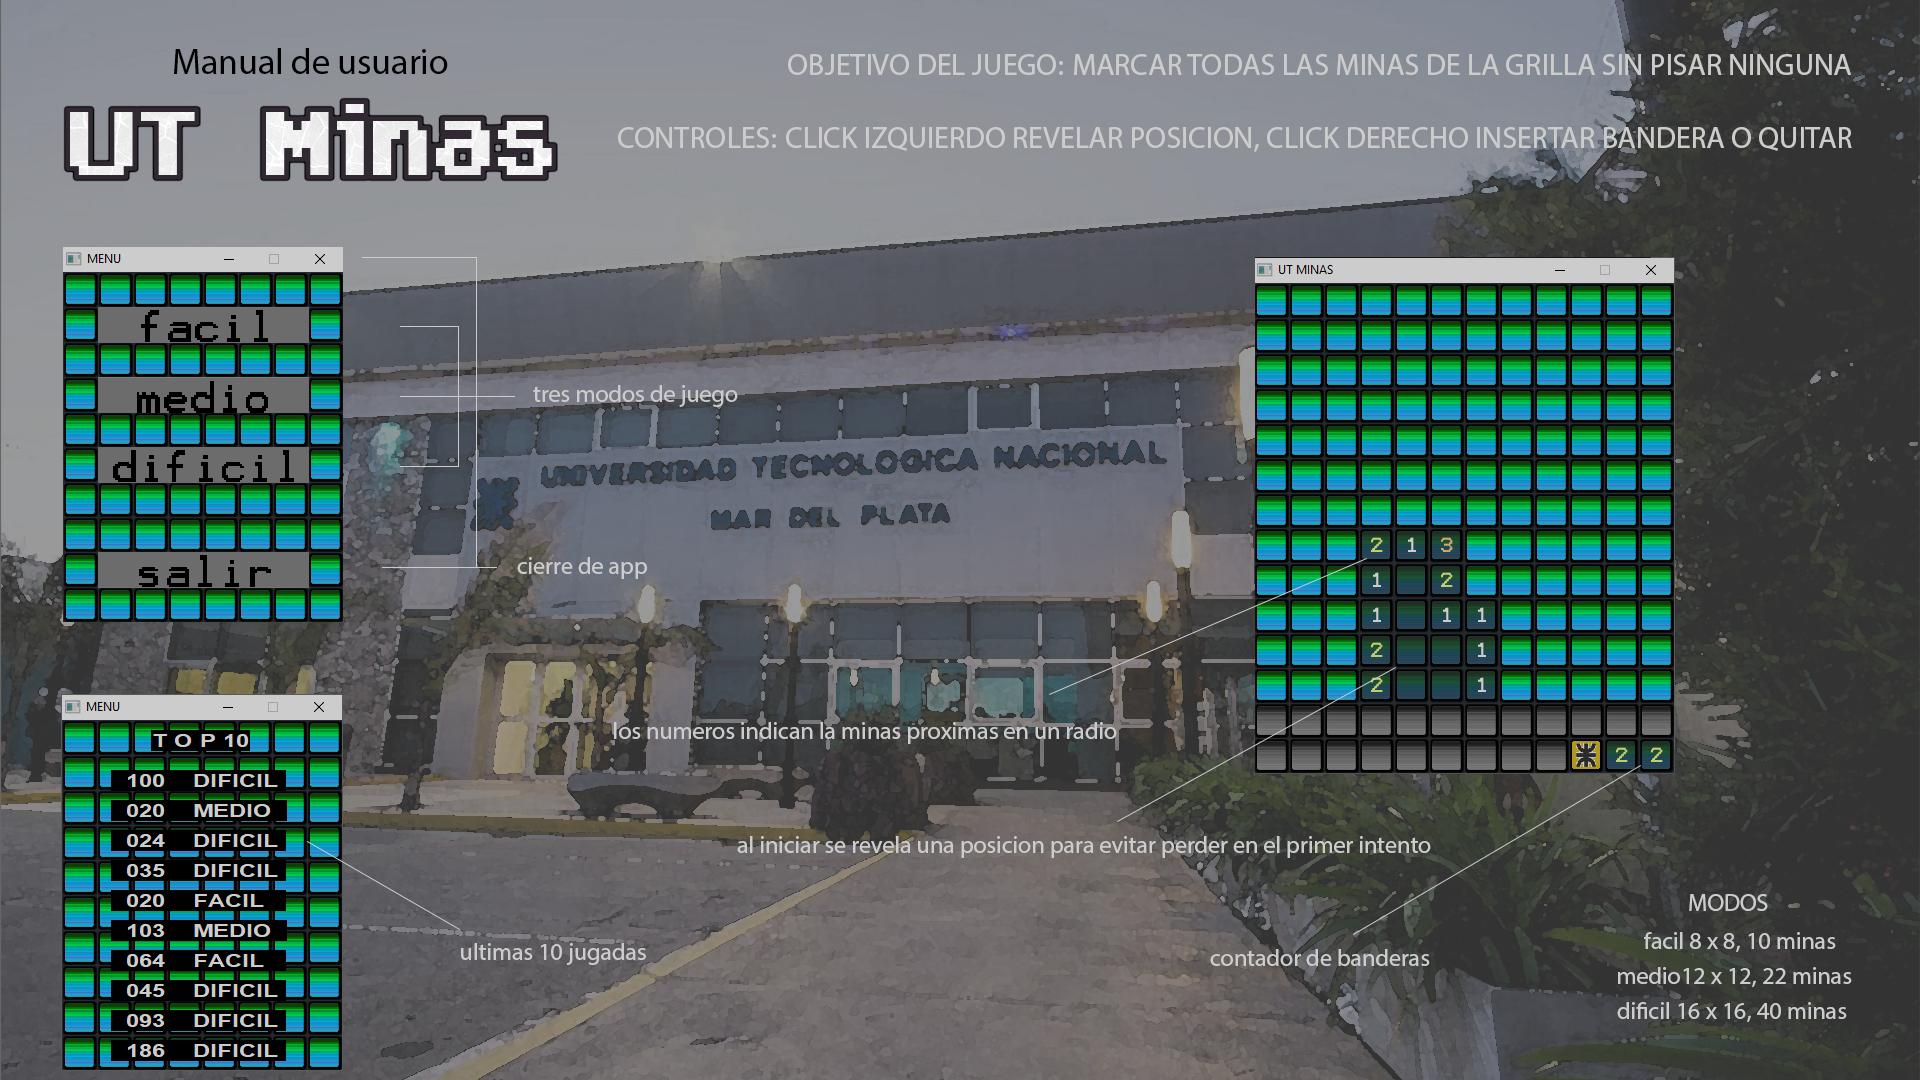 Manual de usuario
UT Minas
OBJETIVO DEL JUEGO: MARCAR TODAS LAS MINAS DE LA GRILLA SIN PISAR NINGUNA
CONTROLES: CLICK IZQUIERDO REVELAR POSICION, CLICK DERECHO INSERTAR BANDERA O QUITAR
MENU
facil
medio
dificil
salir
tres modos de juego
cierre de app
UNIVERSIDAD TECNOLOGICA NACIONAL
MAR DEL PLATA
UT MINAS
2 1 3
1 2
1 1 1
2 1
2 1
2 2
los numeros indican la minas proximas en un radio
al iniciar se revela una posicion para evitar perder en el primer intento
contador de banderas
MENU
TOP 10
100 DIFICIL
020 MEDIO
024 DIFICIL
035 DIFICIL
020 FACIL
103 MEDIO
064 FACIL
045 DIFICIL
093 DIFICIL
186 DIFICIL
ultimas 10 jugadas
MODOS
facil 8 x 8, 10 minas
medio12 x 12, 22 minas
dificil 16 x 16, 40 minas